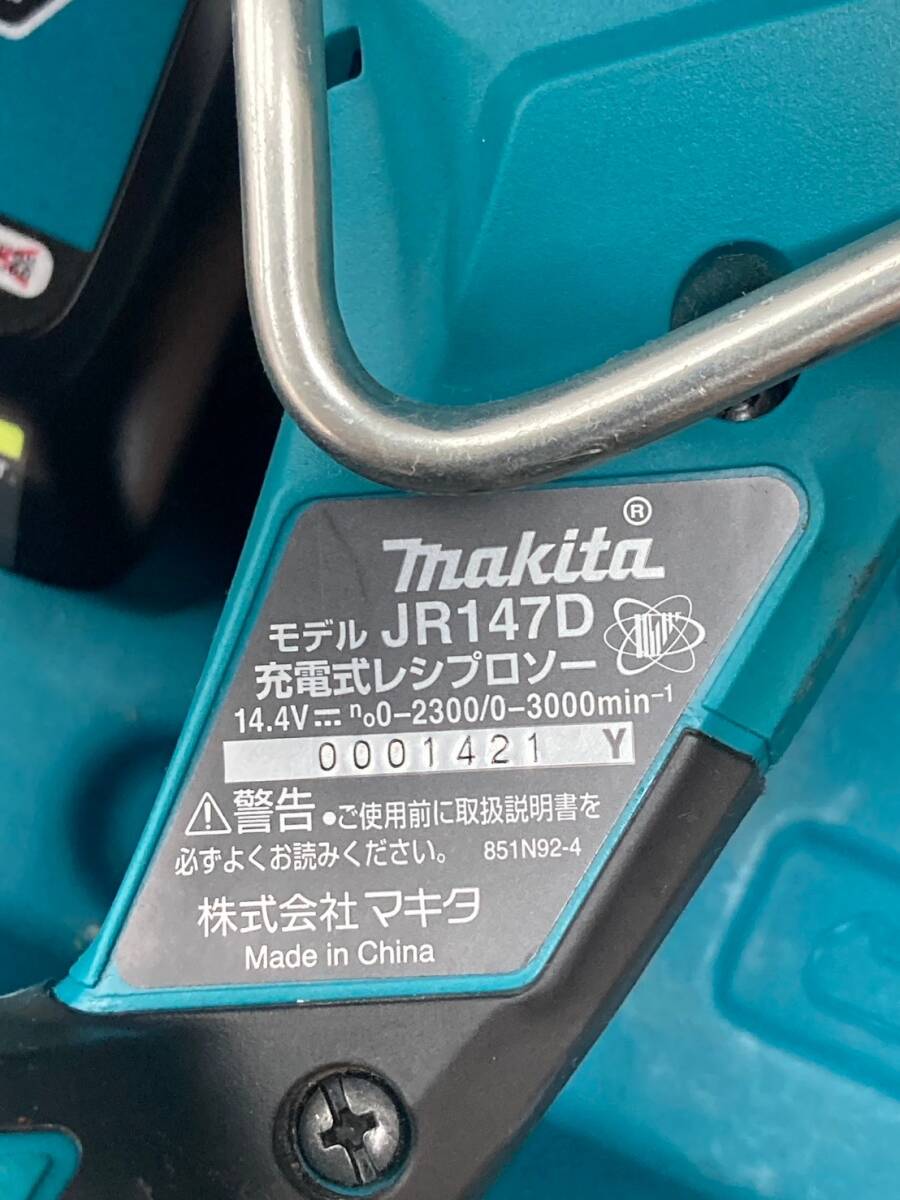 makita®
モデル JR147D
充電式レシプロソー
14.4V⎓ n₀0-2300/0-3000min⁻¹
0001421 Y
⚠警告 ●ご使用前に取扱説明書を
必ずよくお読みください。 851N92-4
株式会社 マキタ
Made in China